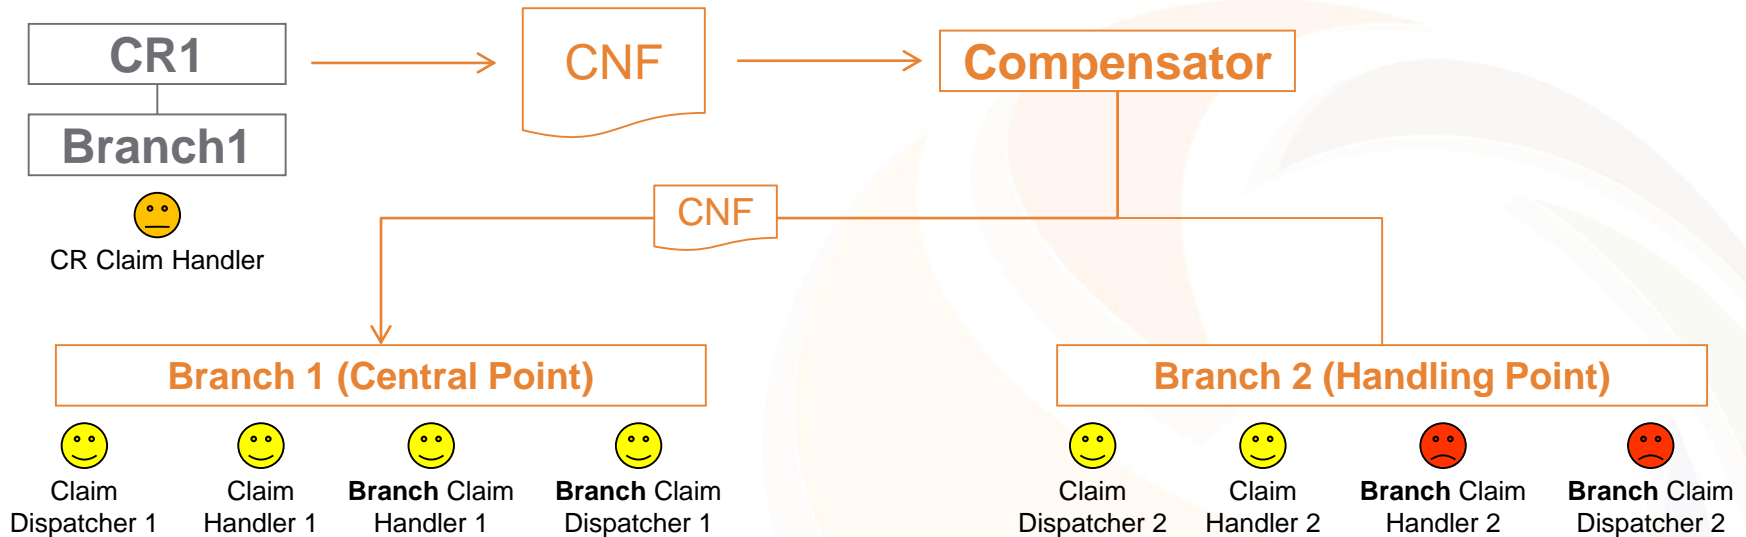 CR1
CNF
Compensator
Branch1
CR Claim Handler
CNF
Branch 1 (Central Point)
Branch 2 (Handling Point)
Claim
Dispatcher 1
Claim
Handler 1
Branch Claim
Handler 1
Branch Claim
Dispatcher 1
Claim
Dispatcher 2
Claim
Handler 2
Branch Claim
Handler 2
Branch Claim
Dispatcher 2